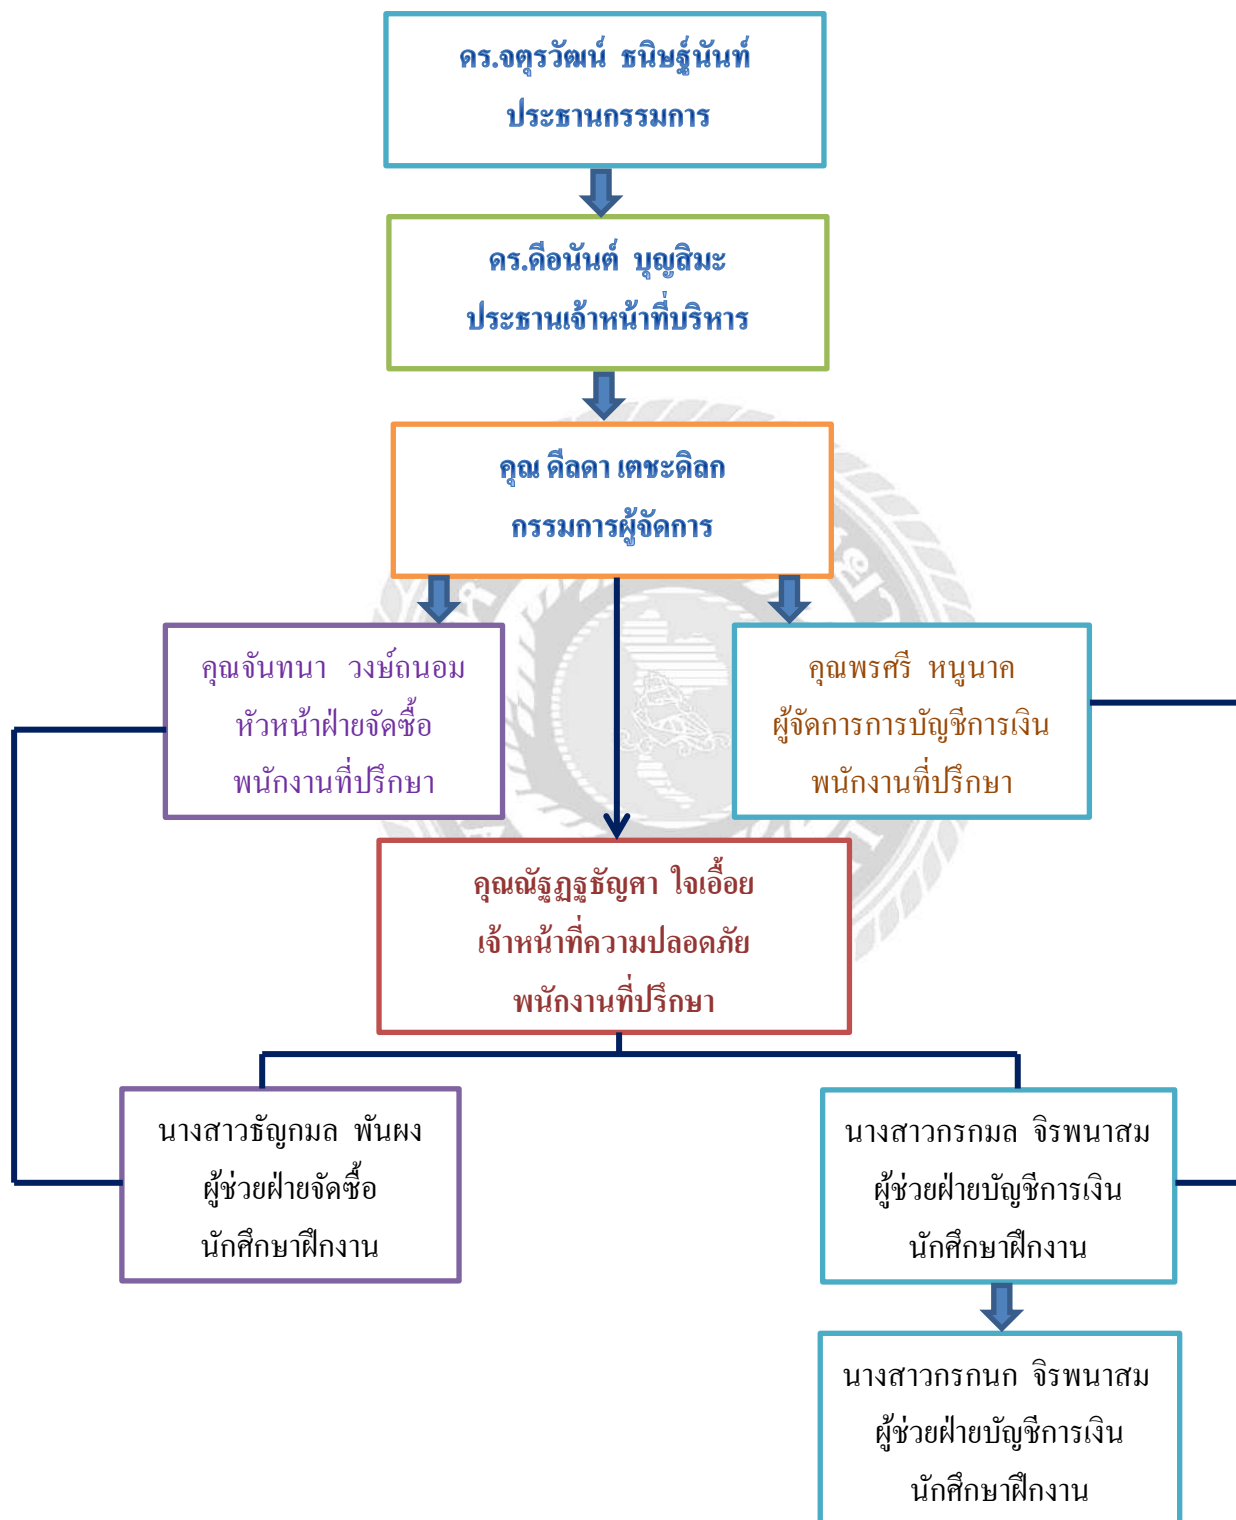 ดร.จตุรวัฒน์ ธนิษฐ์นันท์
ประธานกรรมการ
ดร.ดีอนันต์ บุญสิมะ
ประธานเจ้าหน้าที่บริหาร
คุณ ดีลดา เตชะดิลก
กรรมการผู้จัดการ
คุณจันทนา วงษ์ถนอม
หัวหน้าฝ่ายจัดซื้อ
พนักงานที่ปรึกษา
คุณพรศรี หนูนาค
ผู้จัดการการบัญชีการเงิน
พนักงานที่ปรึกษา
คุณณัฐฏฐธัญศา ใจเอื้อย
เจ้าหน้าที่ความปลอดภัย
พนักงานที่ปรึกษา
นางสาวธัญกมล พันผง
ผู้ช่วยฝ่ายจัดซื้อ
นักศึกษาฝึกงาน
นางสาวกรกมล จิรพนาสม
ผู้ช่วยฝ่ายบัญชีการเงิน
นักศึกษาฝึกงาน
นางสาวกรกนก จิรพนาสม
ผู้ช่วยฝ่ายบัญชีการเงิน
นักศึกษาฝึกงาน